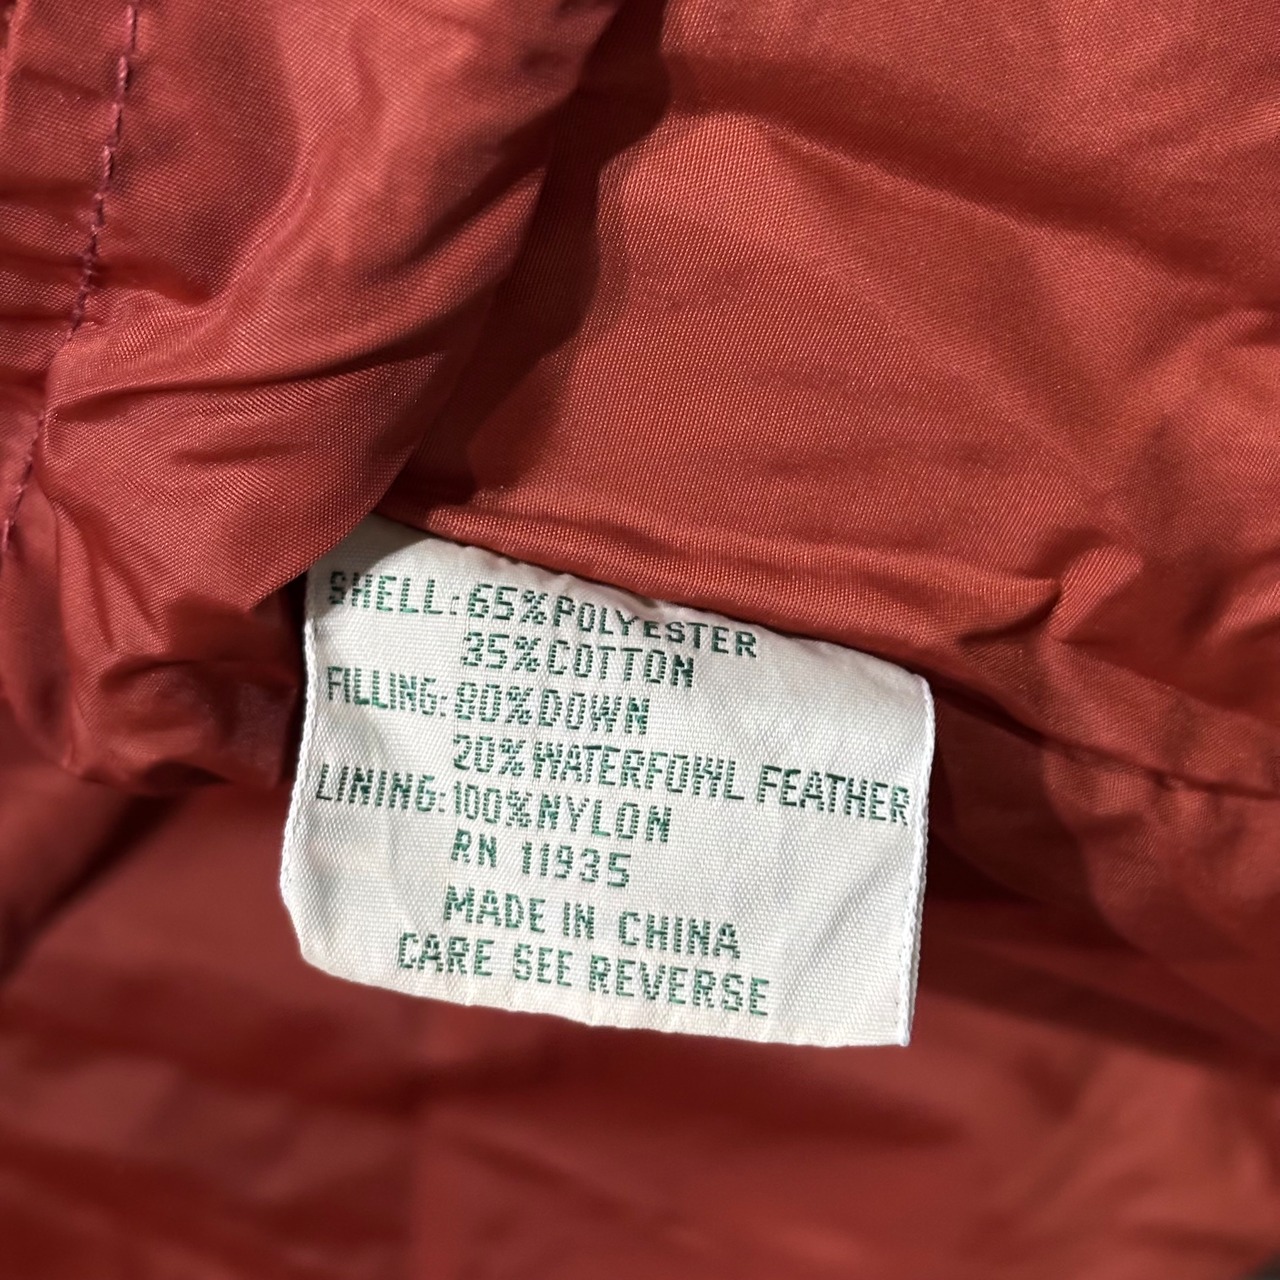 SHELL: 65% POLYESTER
35% COTTON
FILLING: 80% DOWN
20% WATERFOWL FEATHER
LINING: 100% NYLON
RN 11935
MADE IN CHINA
CARE SEE REVERSE